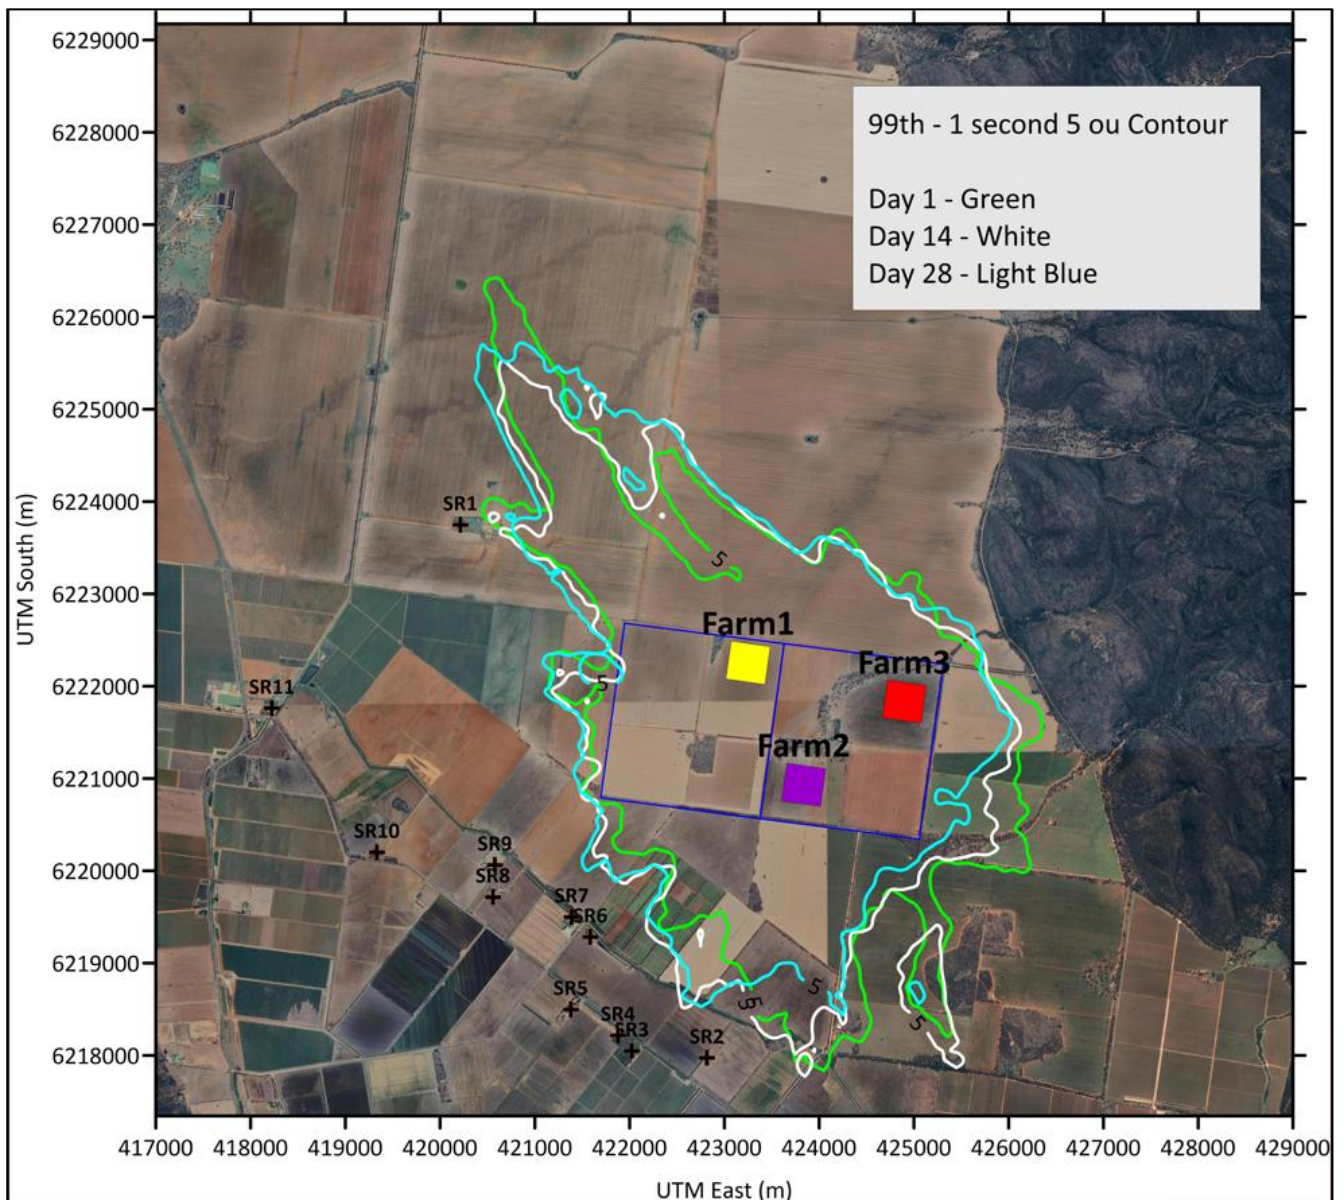 99th - 1 second 5 ou Contour
Day 1 - Green
Day 14 - White
Day 28 - Light Blue
UTM South (m)
6229000
6228000
6227000
6226000
6225000
6224000
6223000
6222000
6221000
6220000
6219000
6218000
SR1
5
Farm1
Farm3
5
SR11
Farm2
SR10
SR9
SR8
SR7
SR6
SR5
5
5
5
5
SR4
SR3
SR2
417000 418000 419000 420000 421000 422000 423000 424000 425000 426000 427000 428000 429000
UTM East (m)